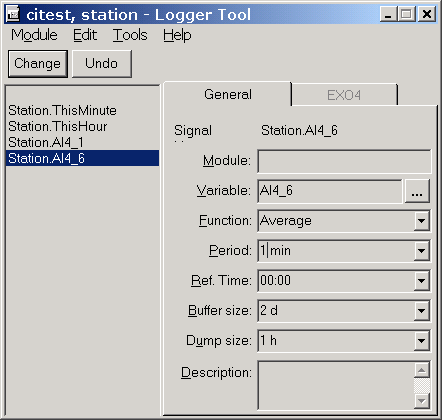 citest, station - Logger Tool
Module Edit Tools Help
Change Undo
Station.ThisMinute
Station.ThisHour
Station.AI4_1
Station.AI4_6
General EXO4
Signal Station.AI4_6
Module:
Variable: AI4_6 ...
Function: Average
Period: 1 min
Ref. Time: 00:00
Buffer size: 2 d
Dump size: 1 h
Description: